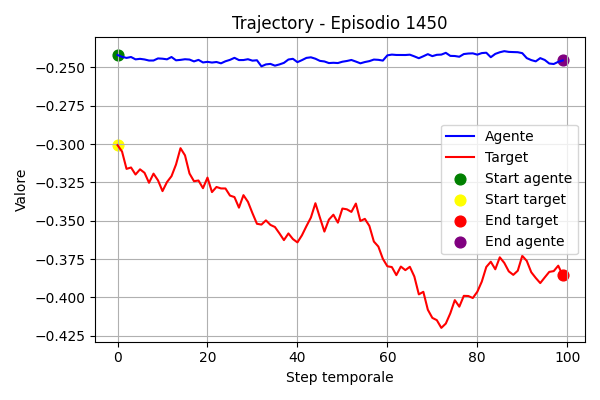 Trajectory - Episodio 1450
Valore
−0.250
−0.275
−0.300
−0.325
−0.350
−0.375
−0.400
−0.425
Agente
Target
Start agente
Start target
End target
End agente
0 20 40 60 80 100
Step temporale